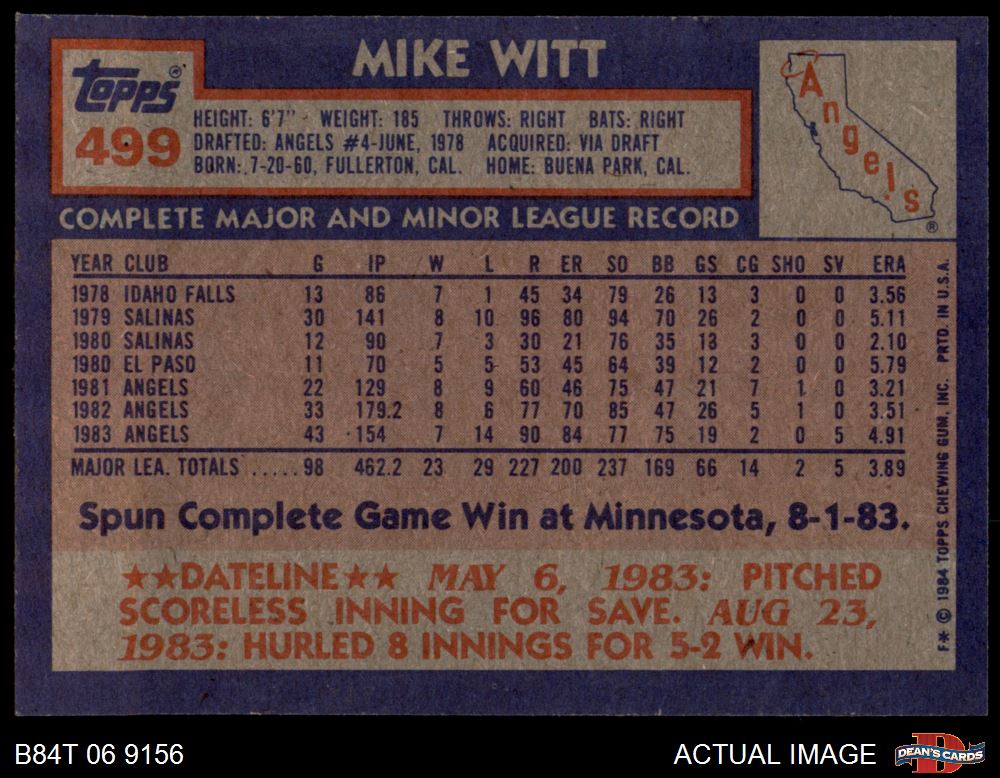 MIKE WITT
Topps®
499
HEIGHT: 6'7" WEIGHT: 185 THROWS: RIGHT BATS: RIGHT
DRAFTED: ANGELS #4-JUNE, 1978 ACQUIRED: VIA DRAFT
BORN: 7-20-60, FULLERTON, CAL. HOME: BUENA PARK, CAL.
Angels
®
COMPLETE MAJOR AND MINOR LEAGUE RECORD
YEAR CLUB G IP W L R ER SO BB GS CG SHO SV ERA
1978 IDAHO FALLS 13 86 7 1 45 34 79 26 13 3 0 0 3.56
1979 SALINAS 30 141 8 10 96 80 94 70 26 2 0 0 5.11
1980 SALINAS 12 90 7 3 30 21 76 35 13 3 0 0 2.10
1980 EL PASO 11 70 5 5 53 45 64 39 12 2 0 0 5.79
1981 ANGELS 22 129 8 9 60 46 75 47 21 7 1 0 3.21
1982 ANGELS 33 179.2 8 6 77 70 85 47 26 5 1 0 3.51
1983 ANGELS 43 154 7 14 90 84 77 75 19 2 0 5 4.91
MAJOR LEA. TOTALS ..... 98 462.2 23 29 227 200 237 169 66 14 2 5 3.89
Spun Complete Game Win at Minnesota, 8-1-83.
★★DATELINE★★ MAY 6, 1983: PITCHED
SCORELESS INNING FOR SAVE. AUG 23,
1983: HURLED 8 INNINGS FOR 5-2 WIN.
F* © 1984 TOPPS CHEWING GUM, INC. PRTD. IN U.S.A.
B84T 06 9156
ACTUAL IMAGE
DEAN'S CARDS